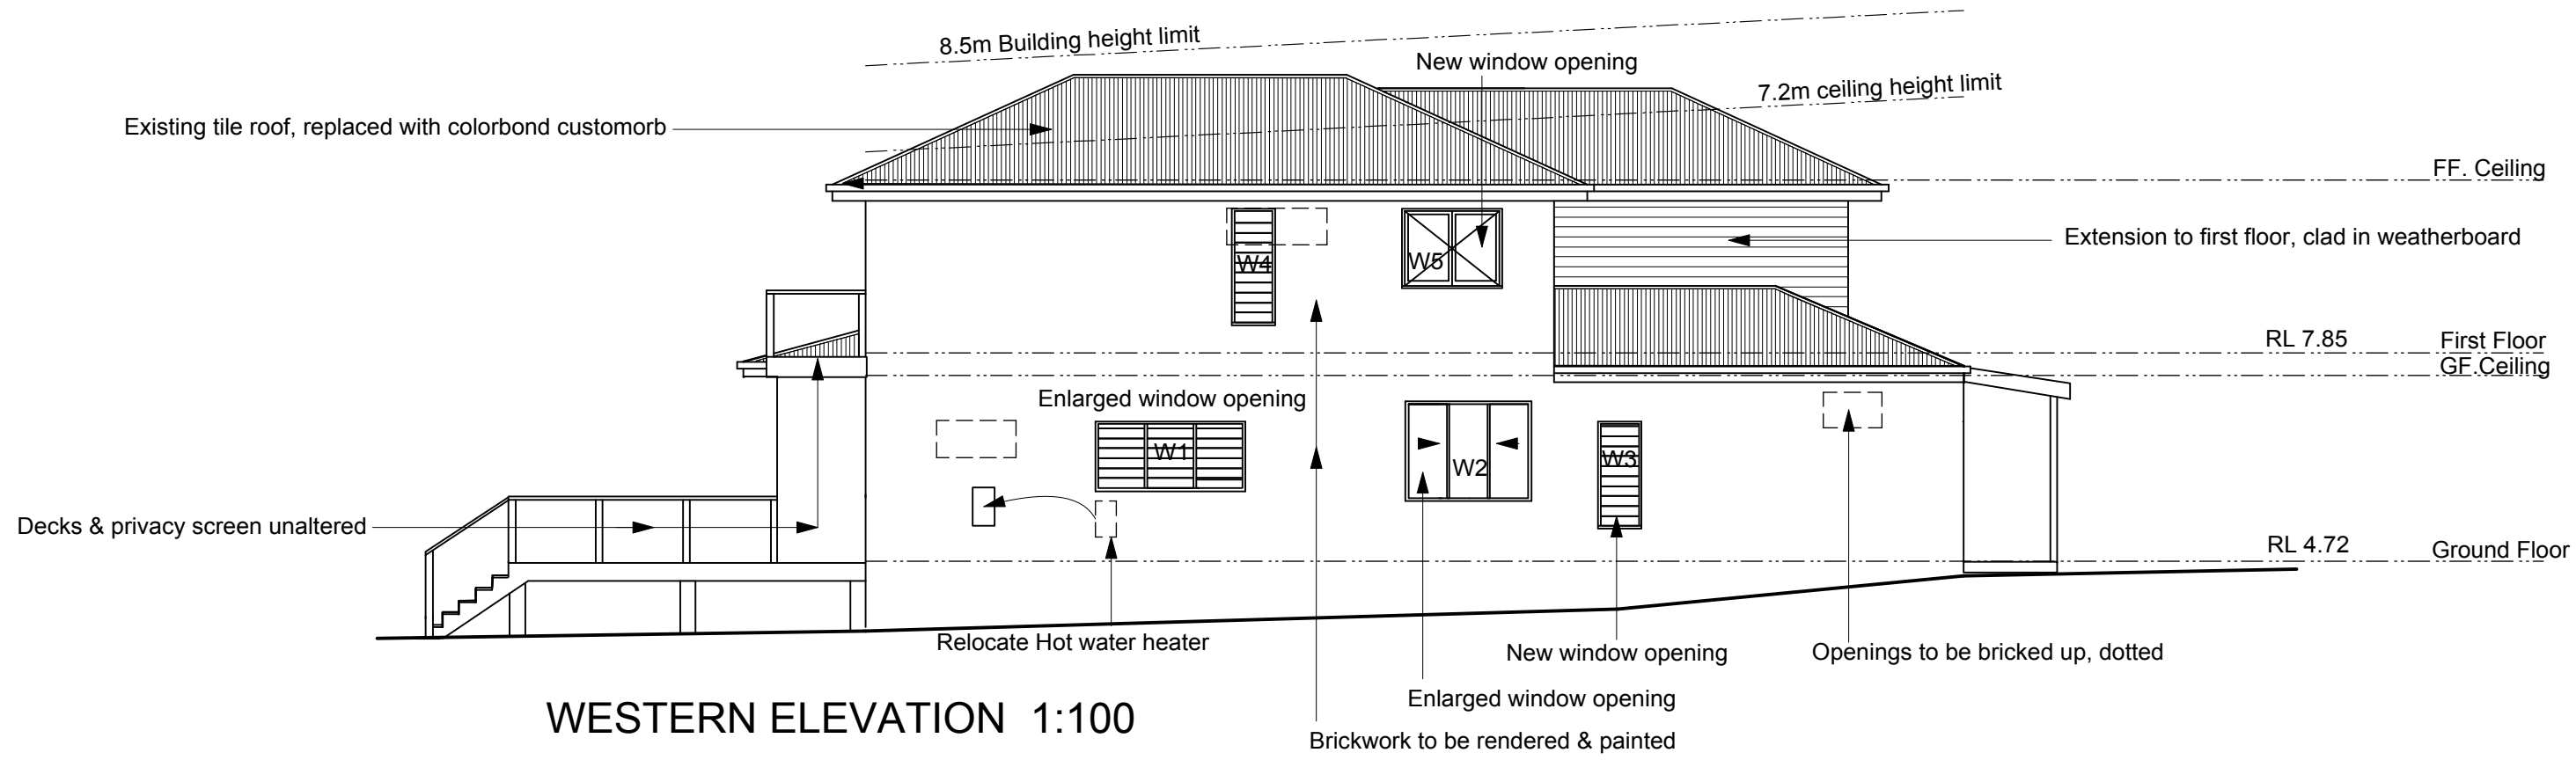 8.5m Building height limit
New window opening
7.2m ceiling height limit
Existing tile roof, replaced with colorbond customorb
FF. Ceiling
Extension to first floor, clad in weatherboard
W4
W5
RL 7.85
First Floor
GF.Ceiling
Enlarged window opening
W1
W2
W3
Decks & privacy screen unaltered
RL 4.72
Ground Floor
Relocate Hot water heater
New window opening
Openings to be bricked up, dotted
Enlarged window opening
WESTERN ELEVATION 1:100
Brickwork to be rendered & painted